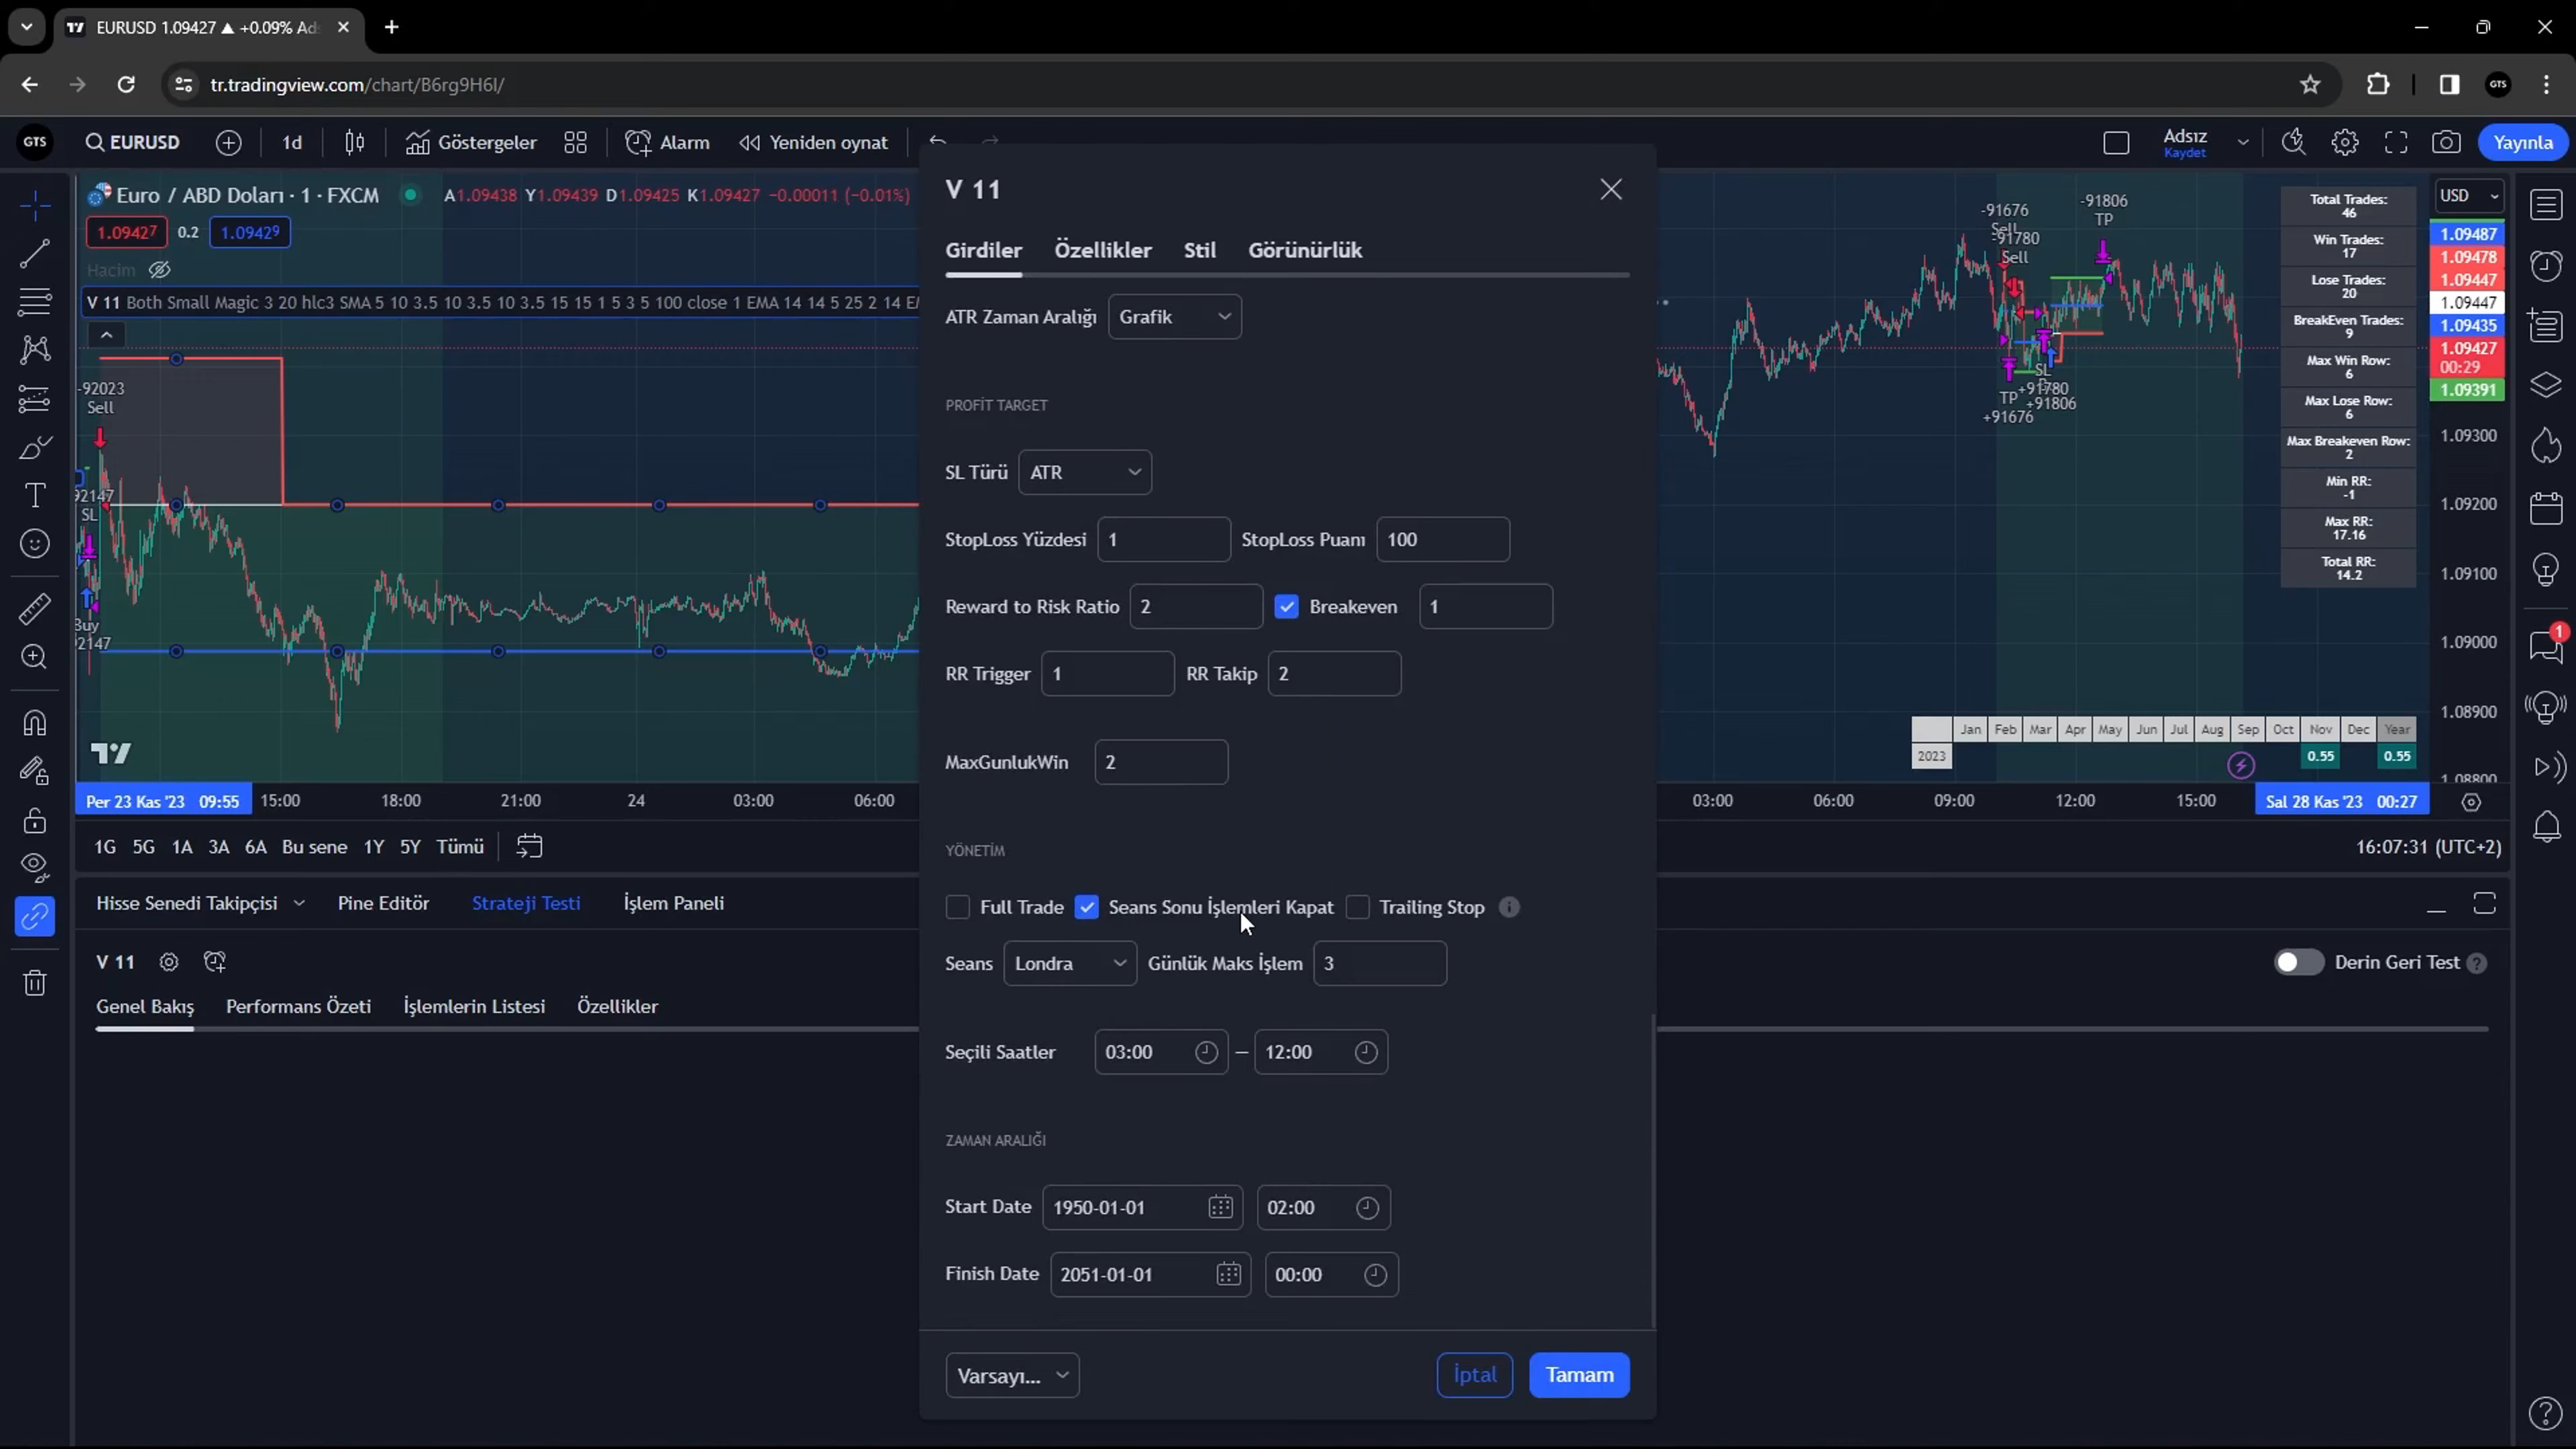 EURUSD 1.09427 ▲ +0.09% Ad
tr.tradingview.com/chart/B6rg9H6l/
GTS
GTS
EURUSD
1d
Göstergeler
Alarm
Yeniden oynat
Adsız
Kaydet
Yayınla
Euro / ABD Doları · 1 · FXCM
A1.09438 Y1.09439 D1.09425 K1.09427 −0.00011 (−0.01%)
1.09427 0.2 1.09429
Hacim
V 11 Both Small Magic 3 20 hlc3 SMA 5 10 3.5 10 3.5 10 3.5 15 15 1 5 3 5 100 close 1 EMA 14 14 5 25 2 14
-92023
Sell
92147
SL
Buy
2147
V 11
Girdiler Özellikler Stil Görünürlük
ATR Zaman Aralığı Grafik
PROFİT TARGET
SL Türü ATR
StopLoss Yüzdesi 1 StopLoss Puanı 100
Reward to Risk Ratio 2 Breakeven 1
RR Trigger 1 RR Takip 2
MaxGunlukWin 2
YÖNETİM
Full Trade Seans Sonu İşlemleri Kapat Trailing Stop
Seans Londra Günlük Maks İşlem 3
Seçili Saatler 03:00 – 12:00
ZAMAN ARALIĞI
Start Date 1950-01-01 02:00
Finish Date 2051-01-01 00:00
Varsayı... İptal Tamam
-91676
Sell
-91780
Sell
-91806
TP
SL
+91780
TP
+91806
+91676
Total Trades:
46
Win Trades:
17
Lose Trades:
20
BreakEven Trades:
9
Max Win Row:
6
Max Lose Row:
6
Max Breakeven Row:
2
Min RR:
-1
Max RR:
17.16
Total RR:
14.2
USD
1.09487
1.09478
1.09447
1.09447
1.09435
1.09427
00:29
1.09391
1.09300
1.09200
1.09100
1.09000
1.08900
1.08800
1
Jan Feb Mar Apr May Jun Jul Aug Sep Oct Nov Dec Year
2023 0.55 0.55
Per 23 Kas '23 09:55 15:00 18:00 21:00 24 03:00 06:00
03:00 06:00 09:00 12:00 15:00 Sal 28 Kas '23 00:27
1G 5G 1A 3A 6A Bu sene 1Y 5Y Tümü
16:07:31 (UTC+2)
Hisse Senedi Takipçisi Pine Editör Strateji Testi İşlem Paneli
V 11
Derin Geri Test
Genel Bakış Performans Özeti İşlemlerin Listesi Özellikler